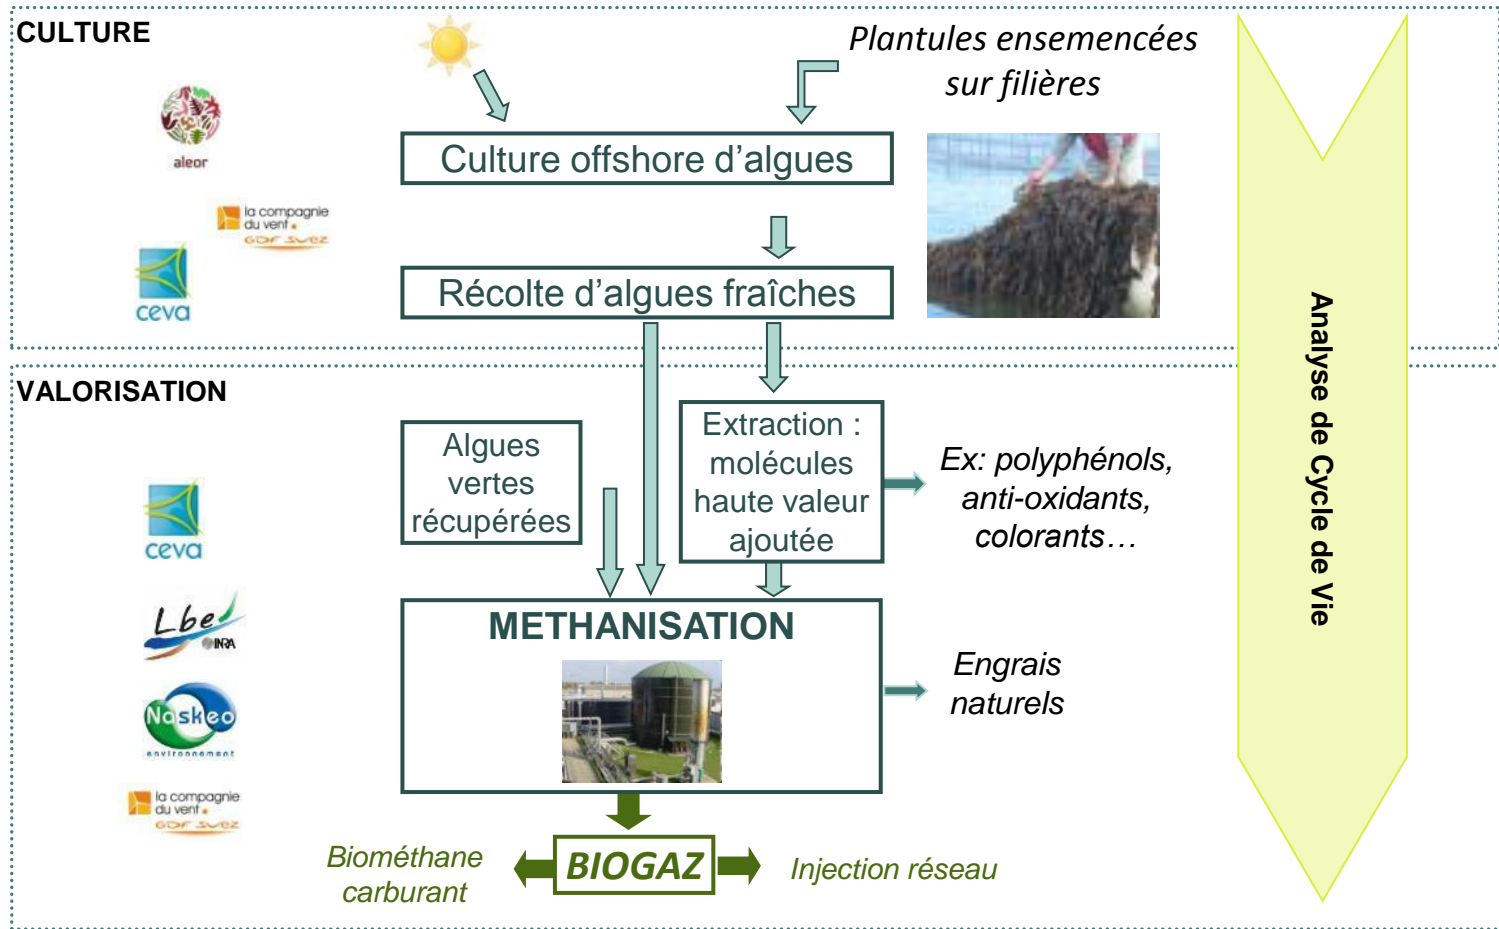 CULTURE
Plantules ensemencées
sur filières
aleor
Culture offshore d’algues
la compagnie
du vent
GDF SUEZ
ceva
Récolte d’algues fraîches
Analyse de Cycle de Vie
VALORISATION
Algues
vertes
récupérées
Extraction :
molécules
haute valeur
ajoutée
Ex: polyphénols,
anti-oxidants,
colorants…
ceva
Lbe
INRA
METHANISATION
Engrais
naturels
Naskeo
environnement
la compagnie
du vent
GDF SUEZ
Biométhane
carburant
BIOGAZ
Injection réseau